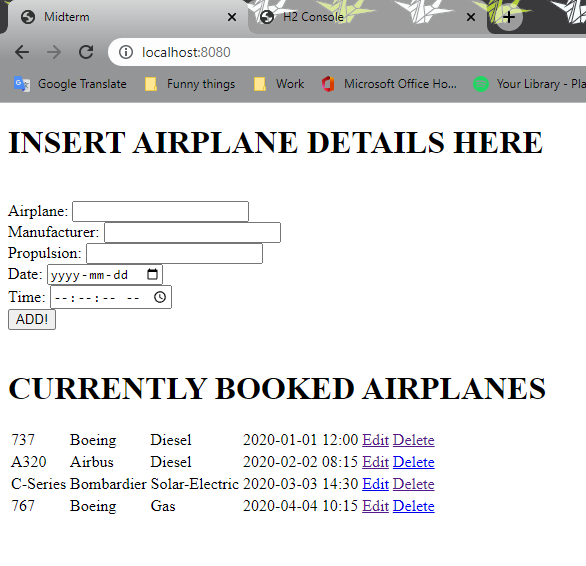 Midterm
H2 Console
localhost:8080
Google Translate Funny things Work Microsoft Office Ho... Your Library - Pla
INSERT AIRPLANE DETAILS HERE
Airplane:
Manufacturer:
Propulsion:
Date: yyyy-mm-dd
Time: --:--:-- --
ADD!
CURRENTLY BOOKED AIRPLANES
737 Boeing Diesel 2020-01-01 12:00 Edit Delete
A320 Airbus Diesel 2020-02-02 08:15 Edit Delete
C-Series Bombardier Solar-Electric 2020-03-03 14:30 Edit Delete
767 Boeing Gas 2020-04-04 10:15 Edit Delete